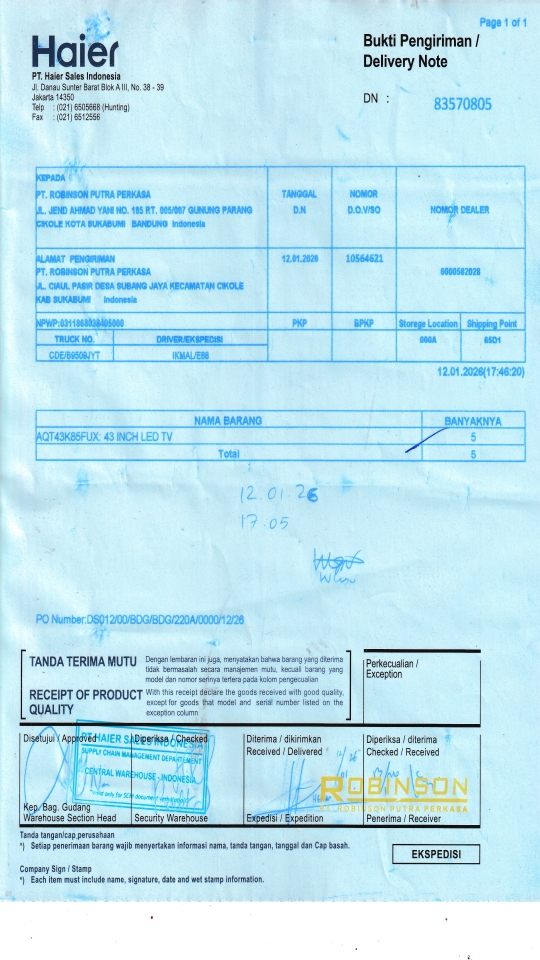 Page 1 of 1
Haier
Bukti Pengiriman /
Delivery Note
PT. Haier Sales Indonesia
Jl. Danau Sunter Barat Blok A III, No. 38 - 39
Jakarta 14350
Telp : (021) 6505668 (Hunting)
Fax : (021) 6512556
DN : 83570805
KEPADA
PT. ROBINSON PUTRA PERKASA
JL. JEND AHMAD YANI NO. 185 RT. 005/007 GUNUNG PARANG
CIKOLE KOTA SUKABUMI BANDUNG Indonesia
TANGGAL
D.N
NOMOR
D.O.V/SO
NOMOR DEALER
ALAMAT PENGIRIMAN
PT. ROBINSON PUTRA PERKASA
JL. CIAUL PASIR DESA SUBANG JAYA KECAMATAN CIKOLE
KAB SUKABUMI Indonesia
12.01.2026
10564621
6000562028
PKP
BPKP
Storege Location
Shipping Point
TRUCK NO.
DRIVER/EKSPEDISI
000A
65D1
CDE/B9509JYT
IKMAL/E88
12.01.2026(17:46:20)
NAMA BARANG
BANYAKNYA
AQT43K85FUX: 43 INCH LED TV
5
Total
5
12.01.26
17.05
PO Number:DS012/00/BDG/BDG/220A/0000/12/26
TANDA TERIMA MUTU
Dengan lembaran ini juga, menyatakan bahwa barang yang diterima
tidak bermasalah secara manajemen mutu, kecuali barang yang
model dan nomor serinya tertera pada kolom pengecualian
RECEIPT OF PRODUCT
QUALITY
With this receipt declare the goods received with good quality,
except for goods that model and serial number listed on the
exception column
Perkecualian /
Exception
Disetujui / Approved
Diperiksa / Checked
Diterima / dikirimkan
Received / Delivered
Diperiksa / diterima
Checked / Received
PT. HAIER SALES INDONESIA
SUPPLY CHAIN MANAGEMENT DEPARTEMENT
CENTRAL WAREHOUSE - INDONESIA
ROBINSON
PT. ROBINSON PUTRA PERKASA
Kep. Bag. Gudang
Warehouse Section Head
Security Warehouse
Expedisi / Expedition
Penerima / Receiver
Tanda tangan/cap perusahaan
*) Setiap penerimaan barang wajib menyertakan informasi nama, tanda tangan, tanggal dan Cap basah.
EKSPEDISI
Company Sign / Stamp
*) Each item must include name, signature, date and wet stamp information.